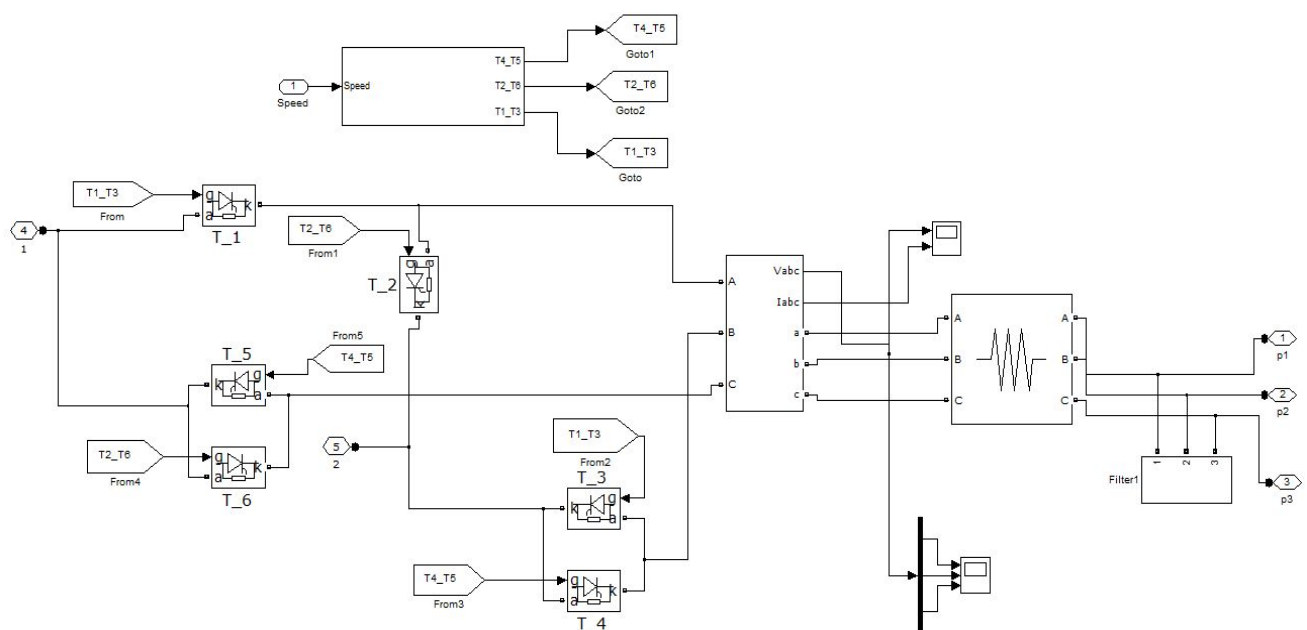 T4_T5
Goto1
T4_T5
1
Speed
Speed
T2_T6
T2_T6
Goto2
T1_T3
T1_T3
Goto
T1_T3
From
g
a
k
T_1
4
1
T2_T6
From1
g
a
k
T_2
From5
T4_T5
T_5
k
g
a
T2_T6
From4
g
a
k
T_6
5
2
T1_T3
From2
T_3
k
g
a
T4_T5
From3
g
a
k
T_4
A
B
C
Vabc
Iabc
a
b
c
A
B
C
A
B
C
1
p1
2
p2
3
p3
Filter1
1
2
3